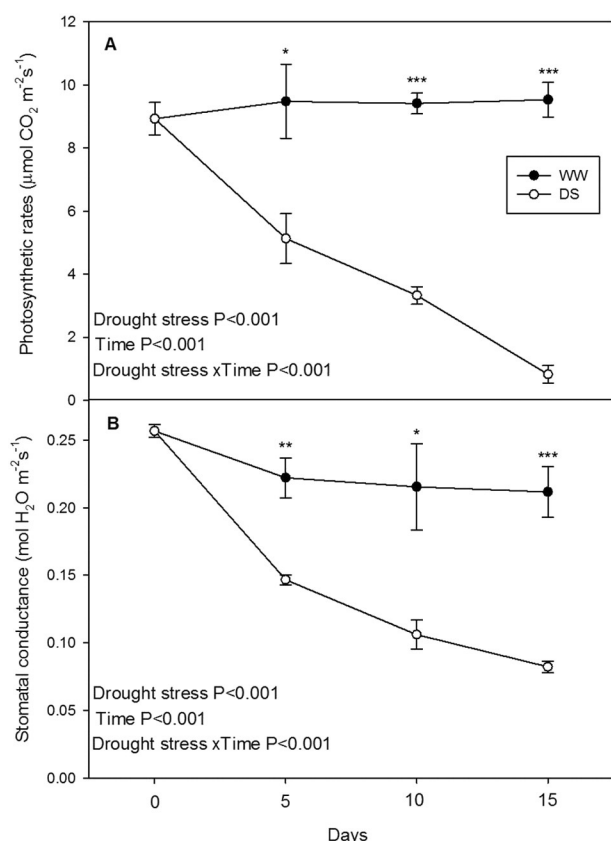 12
A
*
***
***
10
8
WW
DS
6
4
2
0
Photosynthetic rates (μmol CO₂ m⁻²s⁻¹)
Drought stress P<0.001
Time P<0.001
Drought stress xTime P<0.001
B
**
*
***
0.25
0.20
0.15
0.10
0.05
0.00
Stomatal conductance (mol H₂O m⁻²s⁻¹)
Drought stress P<0.001
Time P<0.001
Drought stress xTime P<0.001
0 5 10 15
Days